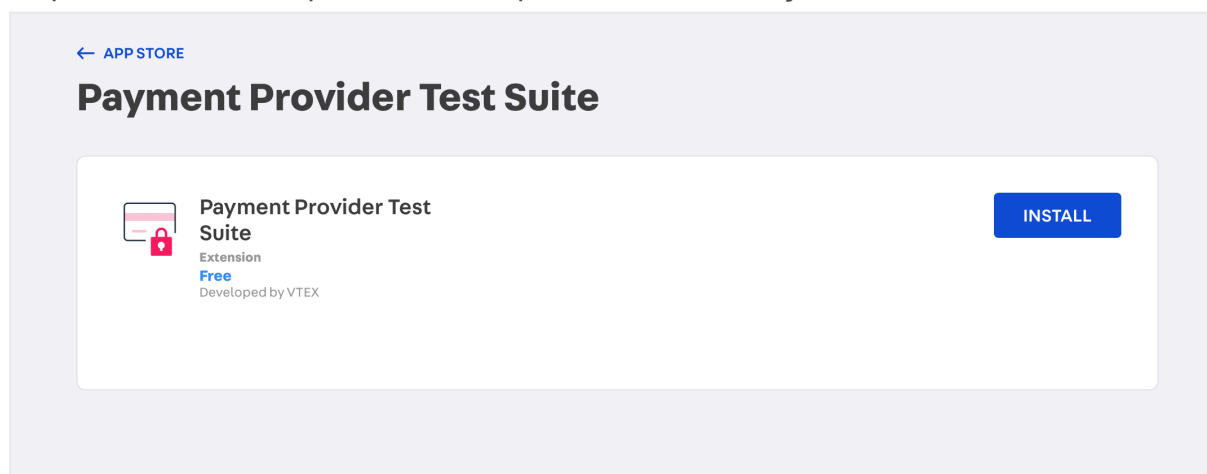 ← APP STORE
Payment Provider Test Suite
Payment Provider Test
Suite
INSTALL
Extension
Free
Developed by VTEX